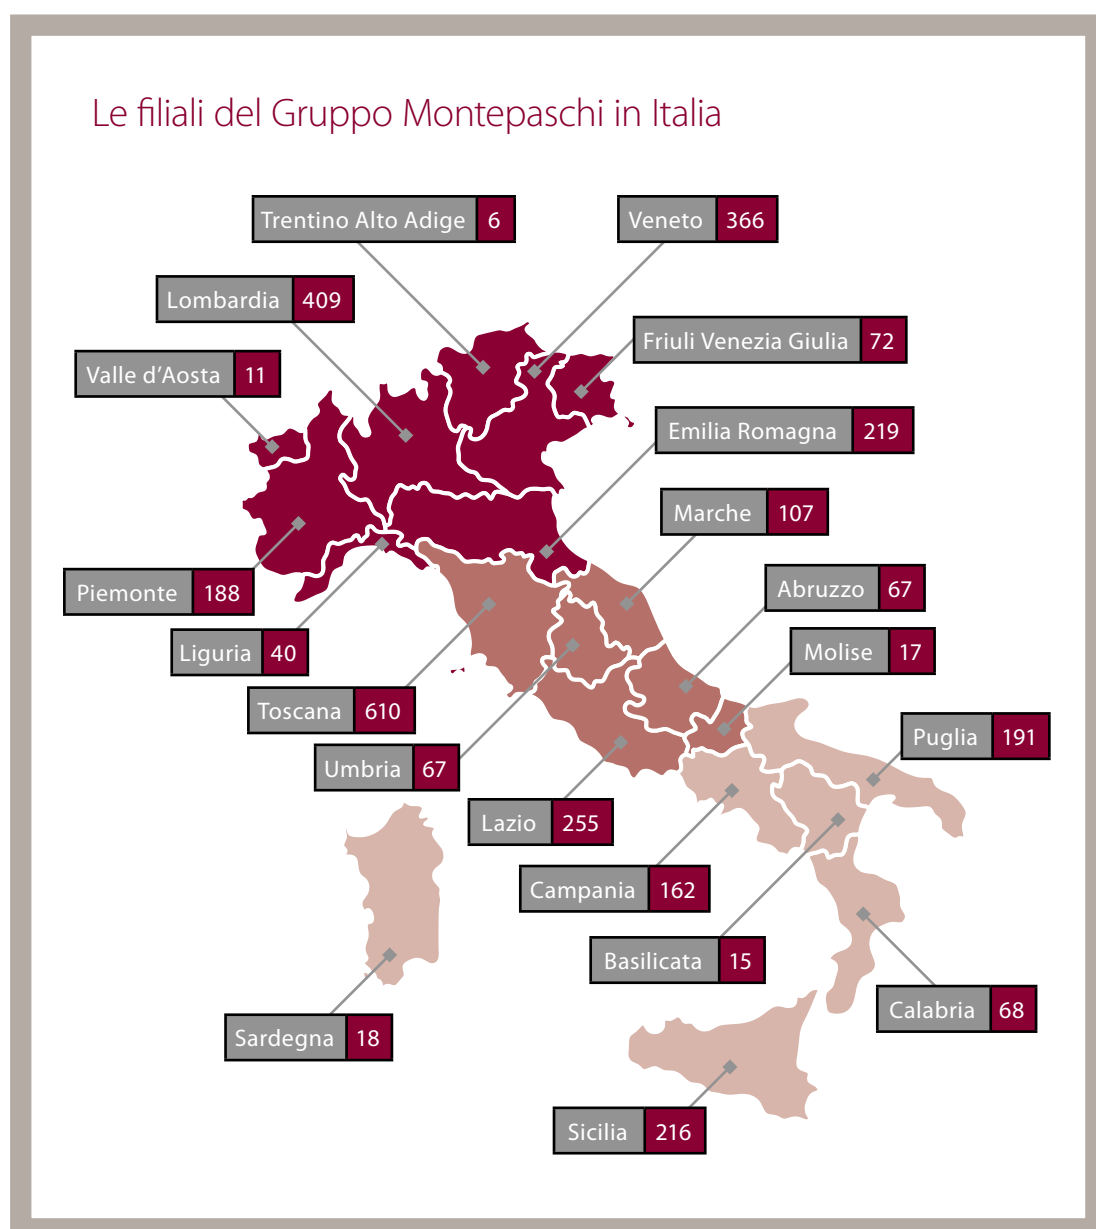 Le filiali del Gruppo Montepaschi in Italia
Trentino Alto Adige 6
Veneto 366
Lombardia 409
Friuli Venezia Giulia 72
Valle d’Aosta 11
Emilia Romagna 219
Marche 107
Piemonte 188
Abruzzo 67
Liguria 40
Molise 17
Toscana 610
Puglia 191
Umbria 67
Lazio 255
Campania 162
Basilicata 15
Calabria 68
Sardegna 18
Sicilia 216